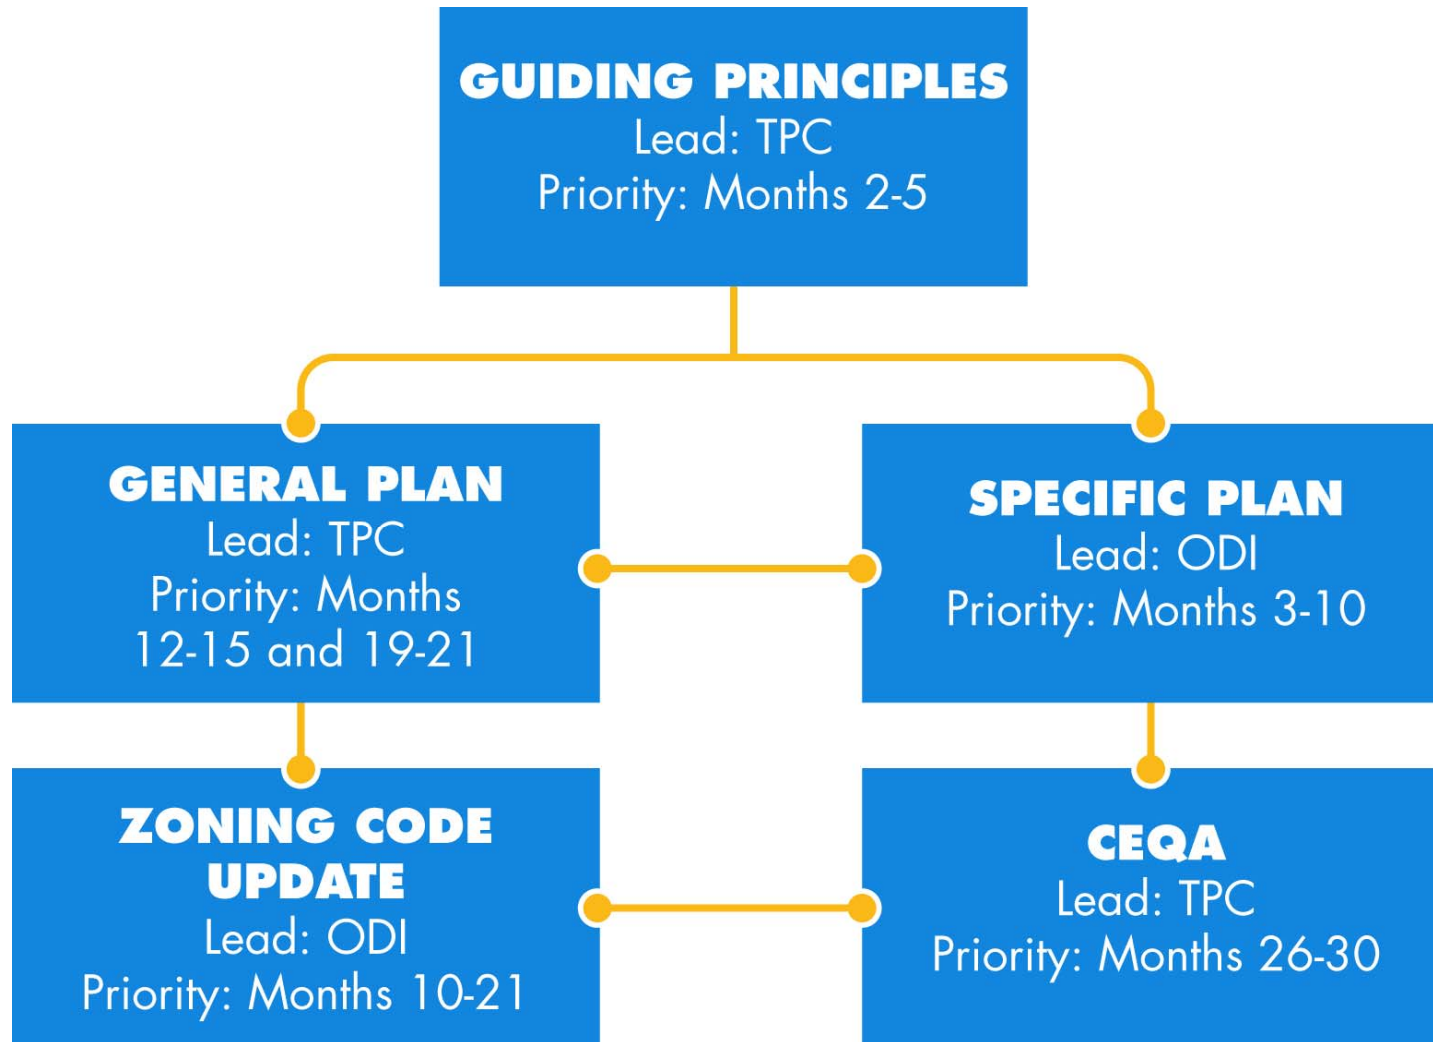 GUIDING PRINCIPLES
Lead: TPC
Priority: Months 2-5
GENERAL PLAN
Lead: TPC
Priority: Months
12-15 and 19-21
SPECIFIC PLAN
Lead: ODI
Priority: Months 3-10
ZONING CODE
UPDATE
Lead: ODI
Priority: Months 10-21
CEQA
Lead: TPC
Priority: Months 26-30